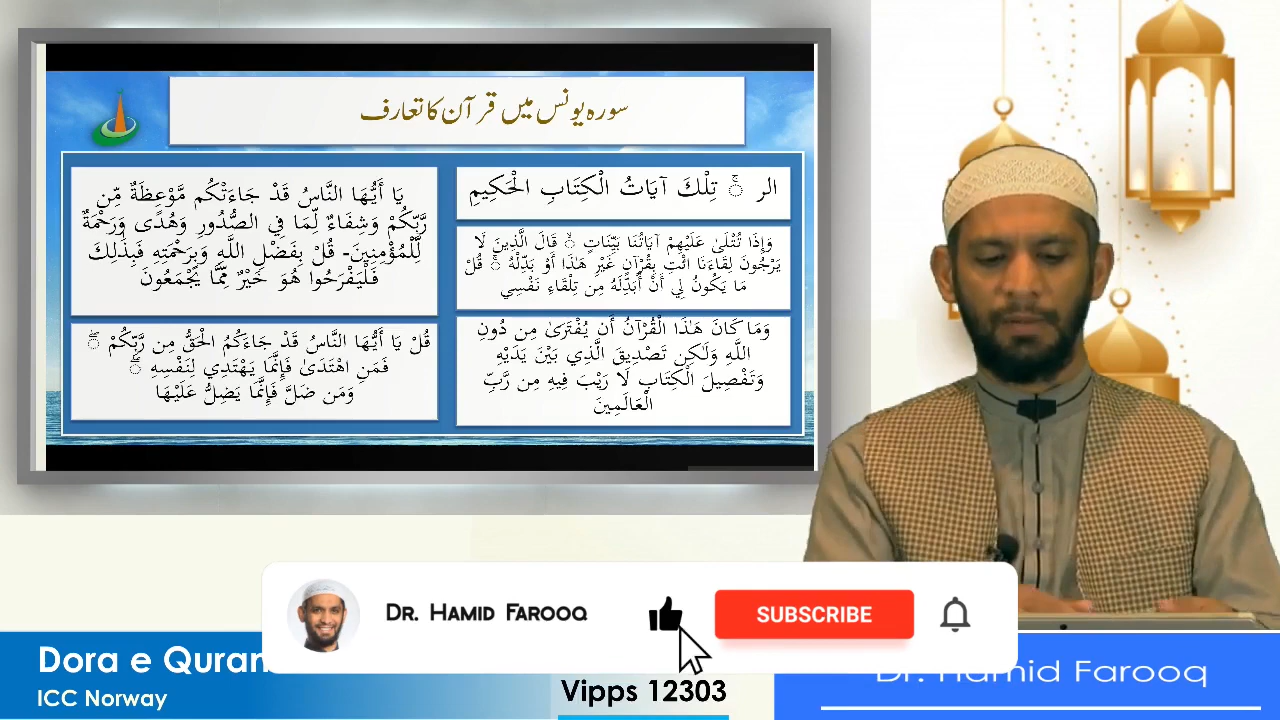 سورہ یونس میں قرآن کا تعارف
الر ۚ تِلْكَ آيَاتُ الْكِتَابِ الْحَكِيمِ
وَإِذَا تُتْلَىٰ عَلَيْهِمْ آيَاتُنَا بَيِّنَاتٍ ۙ قَالَ الَّذِينَ لَا
يَرْجُونَ لِقَاءَنَا ائْتِ بِقُرْآنٍ غَيْرِ هَٰذَا أَوْ بَدِّلْهُ ۚ قُلْ
مَا يَكُونُ لِي أَنْ أُبَدِّلَهُ مِن تِلْقَاءِ نَفْسِي
وَمَا كَانَ هَٰذَا الْقُرْآنُ أَن يُفْتَرَىٰ مِن دُونِ
اللَّهِ وَلَٰكِن تَصْدِيقَ الَّذِي بَيْنَ يَدَيْهِ
وَتَفْصِيلَ الْكِتَابِ لَا رَيْبَ فِيهِ مِن رَّبِّ
الْعَالَمِينَ
يَا أَيُّهَا النَّاسُ قَدْ جَاءَتْكُم مَّوْعِظَةٌ مِّن
رَّبِّكُمْ وَشِفَاءٌ لِّمَا فِي الصُّدُورِ وَهُدًى وَرَحْمَةٌ
لِّلْمُؤْمِنِينَ- قُلْ بِفَضْلِ اللَّهِ وَبِرَحْمَتِهِ فَبِذَٰلِكَ
فَلْيَفْرَحُوا هُوَ خَيْرٌ مِّمَّا يَجْمَعُونَ
قُلْ يَا أَيُّهَا النَّاسُ قَدْ جَاءَكُمُ الْحَقُّ مِن رَّبِّكُمْ ۖ
فَمَنِ اهْتَدَىٰ فَإِنَّمَا يَهْتَدِي لِنَفْسِهِ ۖ
وَمَن ضَلَّ فَإِنَّمَا يَضِلُّ عَلَيْهَا
DR. HAMID FAROOQ
SUBSCRIBE
Dora e Quran
ICC Norway
Vipps 12303
Dr. Hamid Farooq